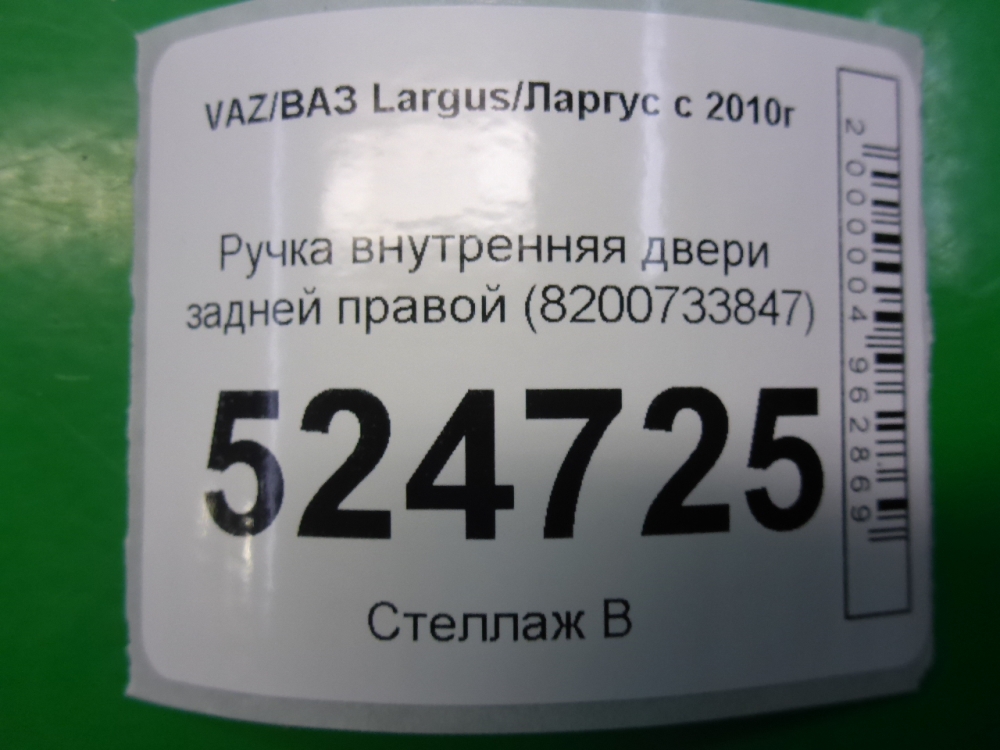 VAZ/ВАЗ Largus/Ларгус с 2010г
Ручка внутренняя двери
задней правой (8200733847)
524725
Стеллаж В
2000004962869